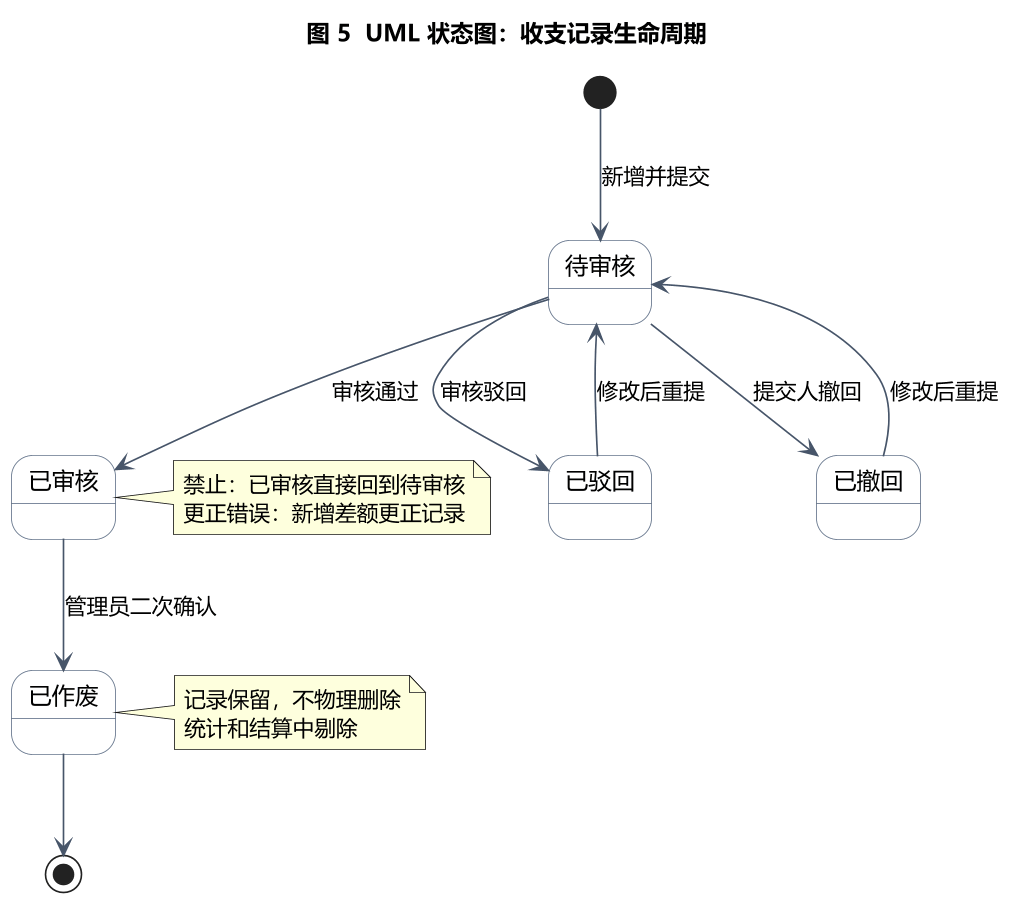 图 5  UML 状态图：收支记录生命周期
新增并提交
待审核
审核通过
审核驳回
修改后重提
提交人撤回
修改后重提
已审核
禁止：已审核直接回到待审核
更正错误：新增差额更正记录
已驳回
已撤回
管理员二次确认
已作废
记录保留，不物理删除
统计和结算中剔除